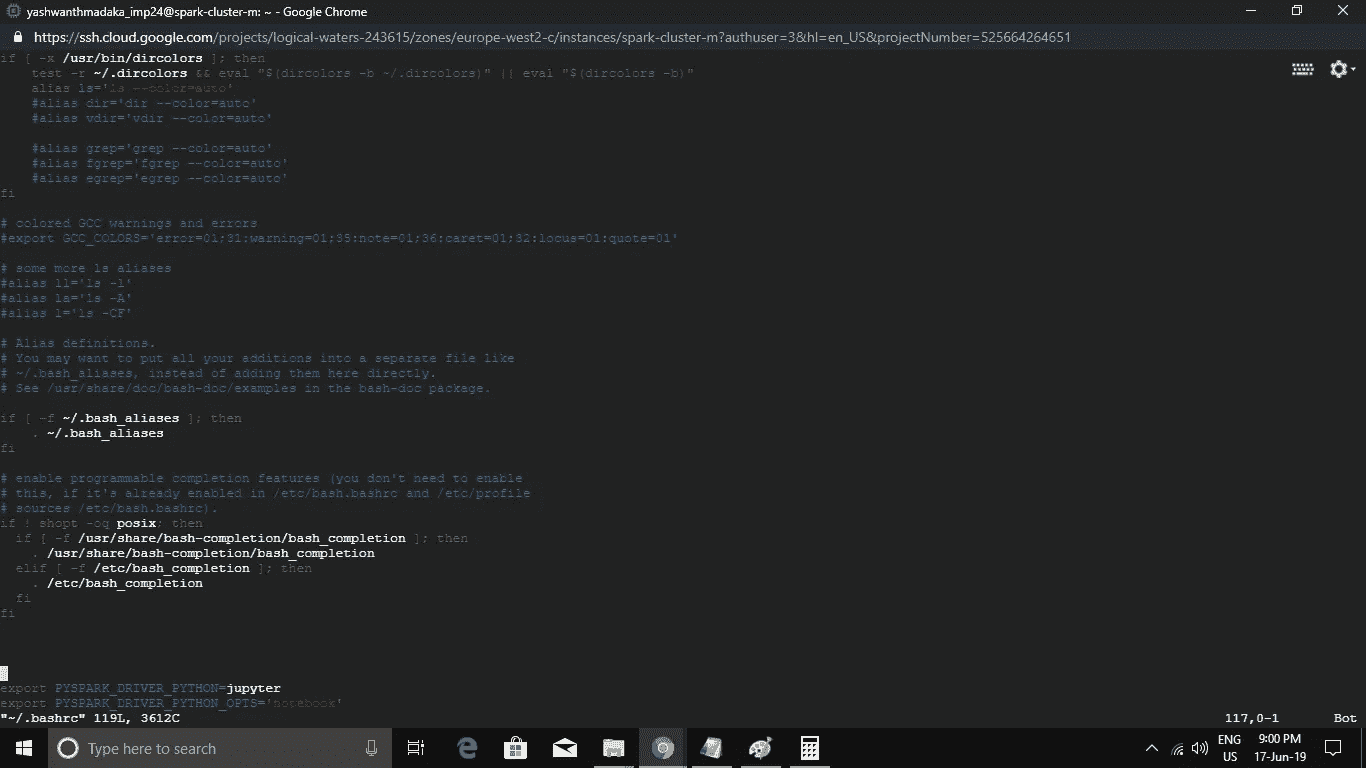 yashwanthmadaka_imp24@spark-cluster-m: ~ - Google Chrome
https://ssh.cloud.google.com/projects/logical-waters-243615/zones/europe-west2-c/instances/spark-cluster-m?authuser=3&hl=en_US&projectNumber=525664264651
if [ -x /usr/bin/dircolors ]; then
    test -r ~/.dircolors && eval "$(dircolors -b ~/.dircolors)" || eval "$(dircolors -b)"
    alias ls='ls --color=auto'
    #alias dir='dir --color=auto'
    #alias vdir='vdir --color=auto'
    #alias grep='grep --color=auto'
    #alias fgrep='fgrep --color=auto'
    #alias egrep='egrep --color=auto'
fi
# colored GCC warnings and errors
#export GCC_COLORS='error=01;31:warning=01;35:note=01;36:caret=01;32:locus=01:quote=01'
# some more ls aliases
#alias ll='ls -l'
#alias la='ls -A'
#alias l='ls -CF'
# Alias definitions.
# You may want to put all your additions into a separate file like
# ~/.bash_aliases, instead of adding them here directly.
# See /usr/share/doc/bash-doc/examples in the bash-doc package.
if [ -f ~/.bash_aliases ]; then
    . ~/.bash_aliases
fi
# enable programmable completion features (you don't need to enable
# this, if it's already enabled in /etc/bash.bashrc and /etc/profile
# sources /etc/bash.bashrc).
if ! shopt -oq posix; then
  if [ -f /usr/share/bash-completion/bash_completion ]; then
    . /usr/share/bash-completion/bash_completion
  elif [ -f /etc/bash_completion ]; then
    . /etc/bash_completion
  fi
fi
export PYSPARK_DRIVER_PYTHON=jupyter
export PYSPARK_DRIVER_PYTHON_OPTS='notebook'
"~/.bashrc" 119L, 3612C 117,0-1 Bot
Type here to search
ENG
US
9:00 PM
17-Jun-19